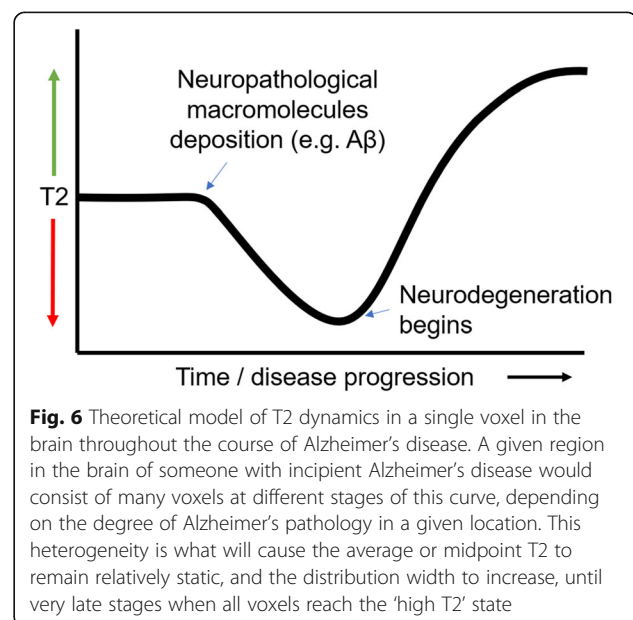 Neuropathological
macromolecules
deposition (e.g. Aβ)
T2
Neurodegeneration
begins
Time / disease progression
Fig. 6 Theoretical model of T2 dynamics in a single voxel in the
brain throughout the course of Alzheimer's disease. A given region
in the brain of someone with incipient Alzheimer's disease would
consist of many voxels at different stages of this curve, depending
on the degree of Alzheimer's pathology in a given location. This
heterogeneity is what will cause the average or midpoint T2 to
remain relatively static, and the distribution width to increase, until
very late stages when all voxels reach the 'high T2' state